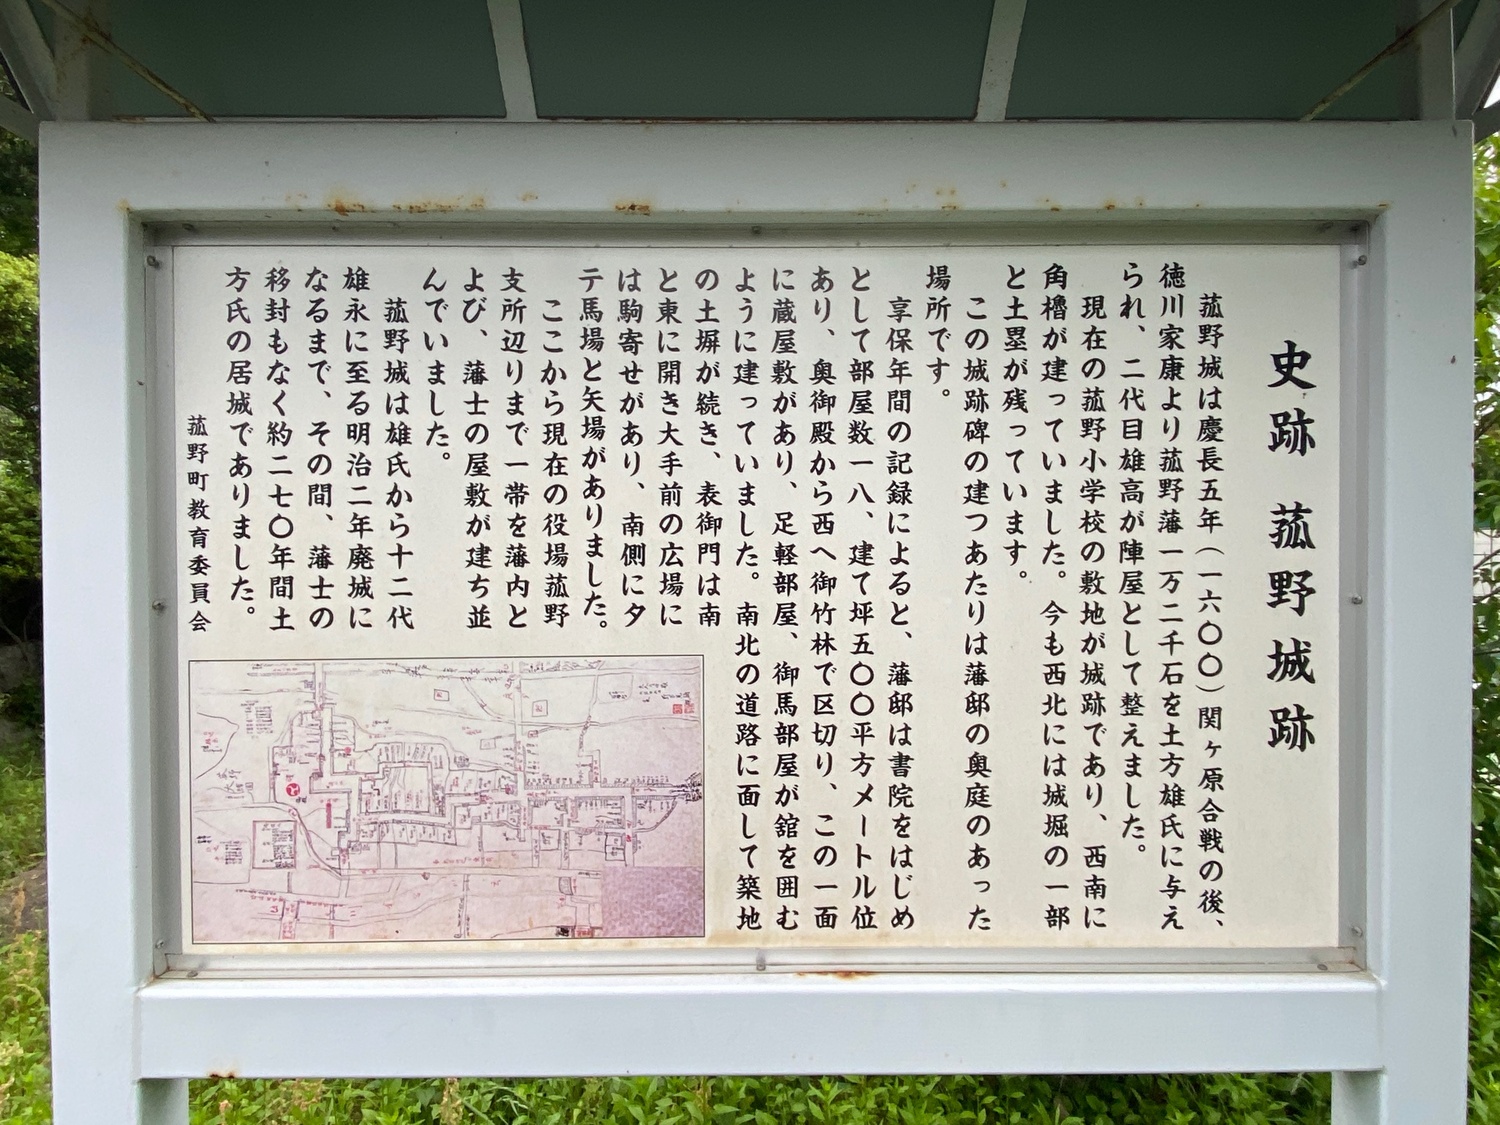 史跡 菰野城跡
菰野城は慶長五年(一六〇〇)関ヶ原合戦の後、
徳川家康より菰野藩一万二千石を土方雄氏に与え
られ、二代目雄高が陣屋として整えました。
現在の菰野小学校の敷地が城跡であり、西南に
角櫓が建っていました。今も西北には城堀の一部
と土塁が残っています。
この城跡碑の建つあたりは藩邸の奥庭のあった
場所です。
享保年間の記録によると、藩邸は書院をはじめ
として部屋数一八、建て坪五〇〇平方メートル位
あり、奥御殿から西へ御竹林で区切り、この一面
に蔵屋敷があり、足軽部屋、御馬部屋が舘を囲む
ように建っていました。南北の道路に面して築地
の土塀が続き、表御門は南
と東に開き大手前の広場に
は駒寄せがあり、南側にタ
テ馬場と矢場がありました。
ここから現在の役場菰野
支所辺りまで一帯を藩内と
よび、藩士の屋敷が建ち並
んでいました。
菰野城は雄氏から十二代
雄永に至る明治二年廃城に
なるまで、その間、藩士の
移封もなく約二七〇年間土
方氏の居城でありました。
菰野町教育委員会